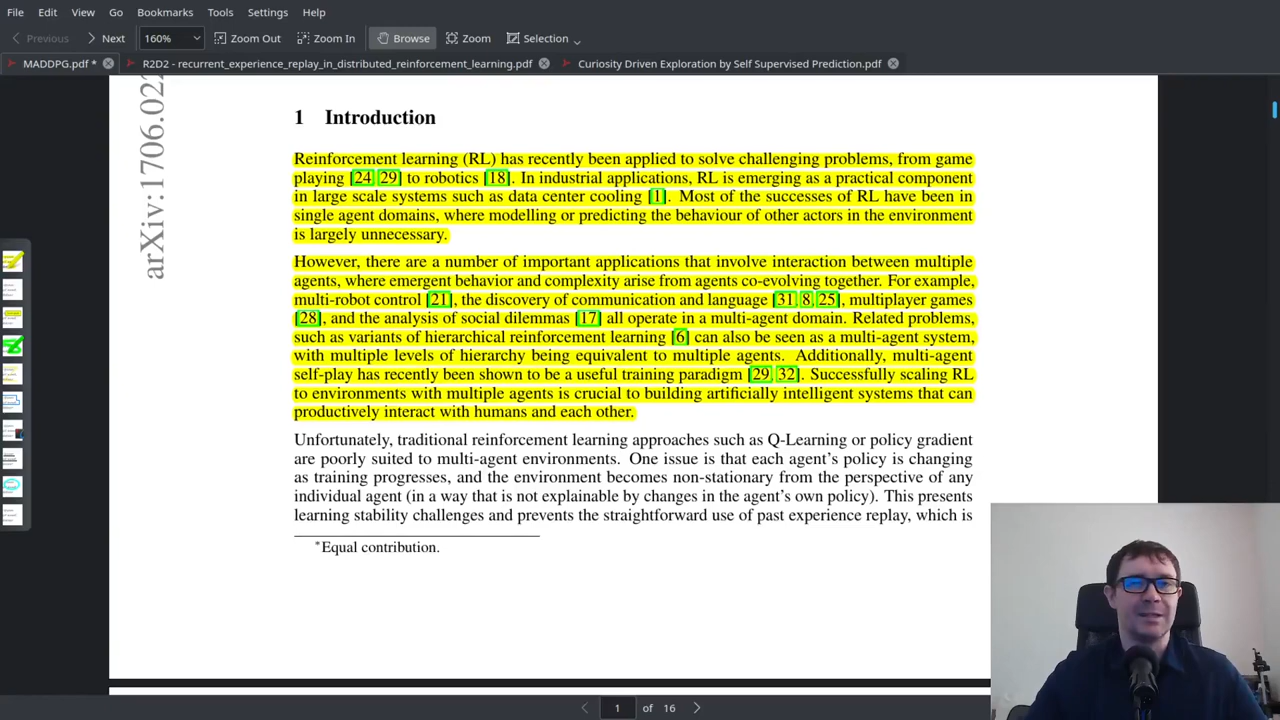 File Edit View Go Bookmarks Tools Settings Help
Previous Next 160% Zoom Out Zoom In Browse Zoom Selection
MADDPG.pdf * R2D2 - recurrent_experience_replay_in_distributed_reinforcement_learning.pdf Curiosity Driven Exploration by Self Supervised Prediction.pdf
arXiv:1706.02
1 Introduction
Reinforcement learning (RL) has recently been applied to solve challenging problems, from game
playing [24, 29] to robotics [18]. In industrial applications, RL is emerging as a practical component
in large scale systems such as data center cooling [1]. Most of the successes of RL have been in
single agent domains, where modelling or predicting the behaviour of other actors in the environment
is largely unnecessary.
However, there are a number of important applications that involve interaction between multiple
agents, where emergent behavior and complexity arise from agents co-evolving together. For example,
multi-robot control [21], the discovery of communication and language [31, 8, 25], multiplayer games
[28], and the analysis of social dilemmas [17] all operate in a multi-agent domain. Related problems,
such as variants of hierarchical reinforcement learning [6] can also be seen as a multi-agent system,
with multiple levels of hierarchy being equivalent to multiple agents. Additionally, multi-agent
self-play has recently been shown to be a useful training paradigm [29, 32]. Successfully scaling RL
to environments with multiple agents is crucial to building artificially intelligent systems that can
productively interact with humans and each other.
Unfortunately, traditional reinforcement learning approaches such as Q-Learning or policy gradient
are poorly suited to multi-agent environments. One issue is that each agent's policy is changing
as training progresses, and the environment becomes non-stationary from the perspective of any
individual agent (in a way that is not explainable by changes in the agent's own policy). This presents
learning stability challenges and prevents the straightforward use of past experience replay, which is
*Equal contribution.
1 of 16